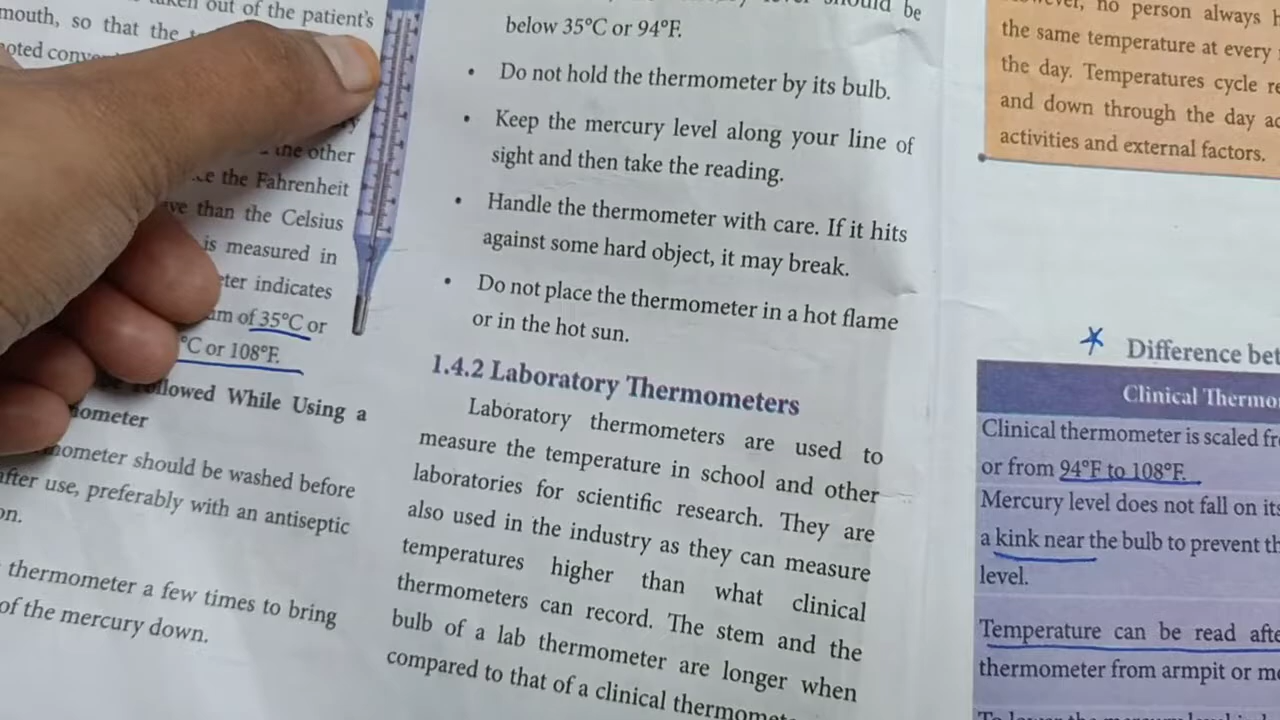 out of the patient's
mouth, so that the
noted
the other
the Fahrenheit
than the Celsius
is measured in
indicates
of 35°C or
°C or 108°F.
Followed While Using a
should be washed before
after use, preferably with an antiseptic
thermometer a few times to bring
of the mercury down.
should be
below 35°C or 94°F.
• Do not hold the thermometer by its bulb.
• Keep the mercury level along your line of
sight and then take the reading.
• Handle the thermometer with care. If it hits
against some hard object, it may break.
• Do not place the thermometer in a hot flame
or in the hot sun.
1.4.2 Laboratory Thermometers
Laboratory thermometers are used to
measure the temperature in school and other
laboratories for scientific research. They are
also used in the industry as they can measure
temperatures higher than what clinical
thermometers can record. The stem and the
bulb of a lab thermometer are longer when
compared to that of a clinical
no person always
the same temperature at every
the day. Temperatures cycle
and down through the day
activities and external factors.
Difference
Clinical
Clinical thermometer is scaled
or from 94°F to 108°F.
Mercury level does not fall on
a kink near the bulb to prevent
level.
Temperature can be read
thermometer from armpit or